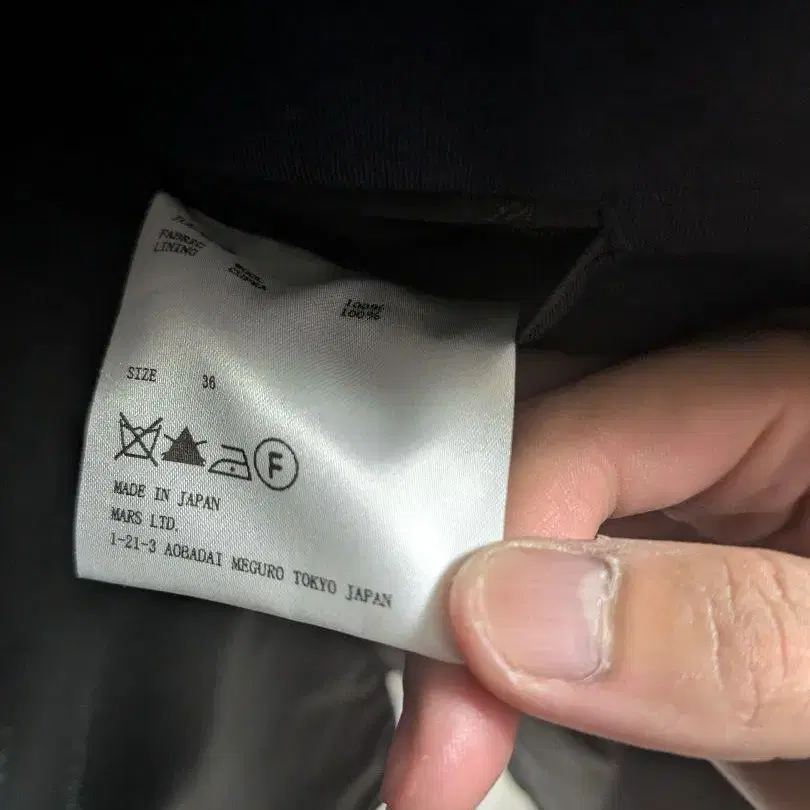 FABRIC WOOL 100%
LINING CUPRA 100%
SIZE 36
F
MADE IN JAPAN
MARS LTD.
1-21-3 AOBADAI MEGURO TOKYO JAPAN